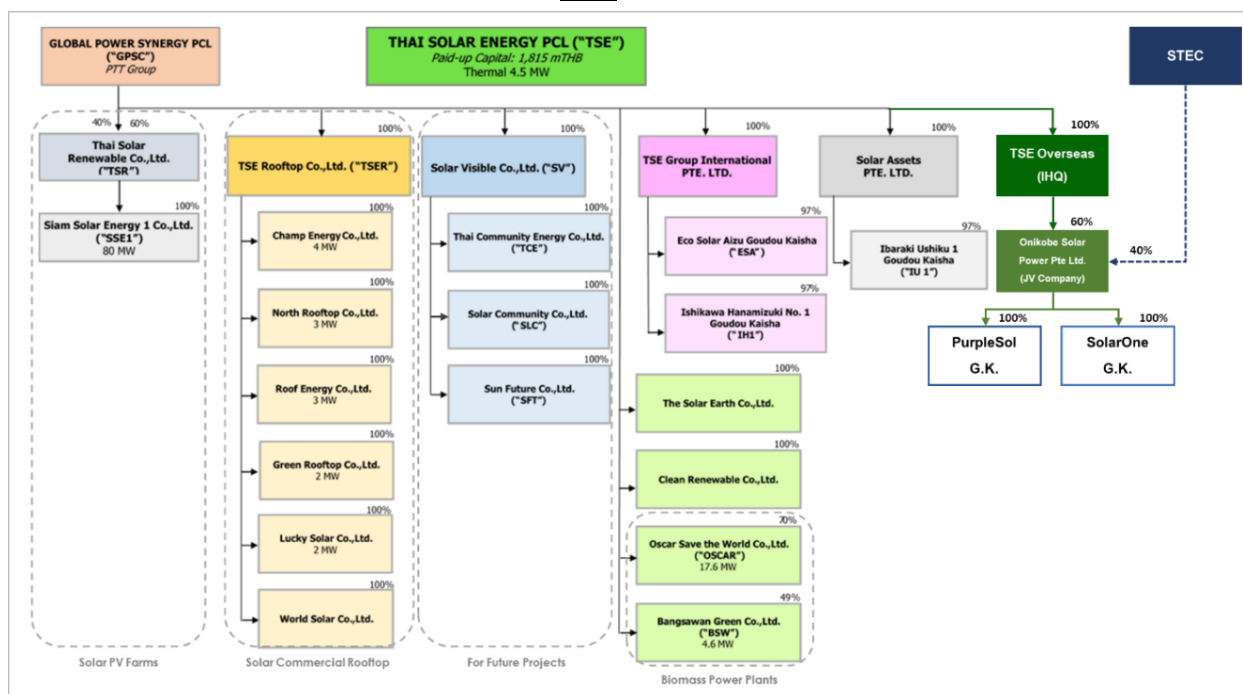 GLOBAL POWER SYNERGY PCL
("GPSC")
PTT Group
THAI SOLAR ENERGY PCL ("TSE")
Paid-up Capital: 1,815 mTHB
Thermal 4.5 MW
STEC
40%
60%
Thai Solar
Renewable Co.,Ltd.
("TSR")
100%
Siam Solar Energy 1 Co.,Ltd.
("SSE1")
80 MW
Solar PV Farms
100%
TSE Rooftop Co.,Ltd. ("TSER")
100%
Champ Energy Co.,Ltd.
4 MW
100%
North Rooftop Co.,Ltd.
3 MW
100%
Roof Energy Co.,Ltd.
3 MW
100%
Green Rooftop Co.,Ltd.
2 MW
100%
Lucky Solar Co.,Ltd.
2 MW
100%
World Solar Co.,Ltd.
Solar Commercial Rooftop
100%
Solar Visible Co.,Ltd. ("SV")
100%
Thai Community Energy Co.,Ltd.
("TCE")
100%
Solar Community Co.,Ltd.
("SLC")
100%
Sun Future Co.,Ltd.
("SFT")
For Future Projects
100%
TSE Group International
PTE. LTD.
97%
Eco Solar Aizu Goudou Kaisha
("ESA")
97%
Ishikawa Hanamizuki No. 1
Goudou Kaisha
("IH1")
100%
The Solar Earth Co.,Ltd.
100%
Clean Renewable Co.,Ltd.
70%
Oscar Save the World Co.,Ltd.
("OSCAR")
17.6 MW
49%
Bangsawan Green Co.,Ltd.
("BSW")
4.6 MW
Biomass Power Plants
100%
Solar Assets
PTE. LTD.
97%
Ibaraki Ushiku 1
Goudou Kaisha
("IU 1")
100%
TSE Overseas
(IHQ)
60%
Onikobe Solar
Power Pte Ltd.
(JV Company)
40%
100%
PurpleSol
G.K.
100%
SolarOne
G.K.